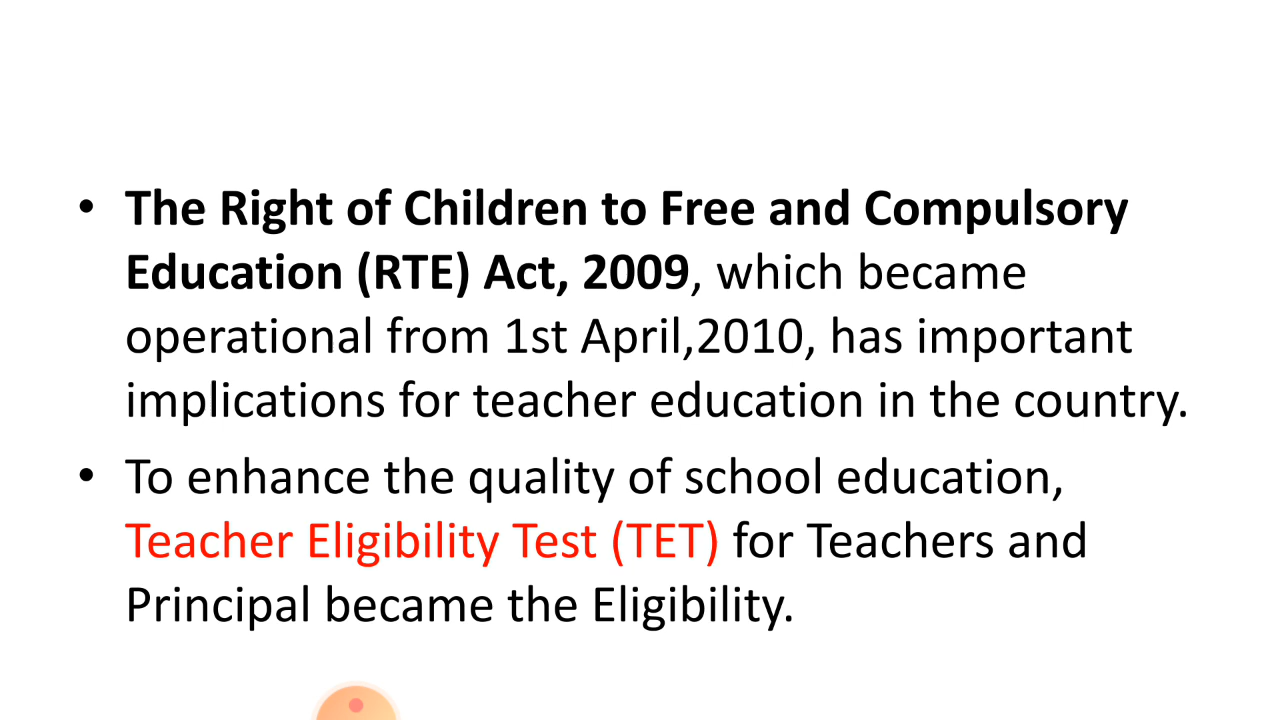 • The Right of Children to Free and Compulsory
Education (RTE) Act, 2009, which became
operational from 1st April,2010, has important
implications for teacher education in the country.
• To enhance the quality of school education,
Teacher Eligibility Test (TET) for Teachers and
Principal became the Eligibility.